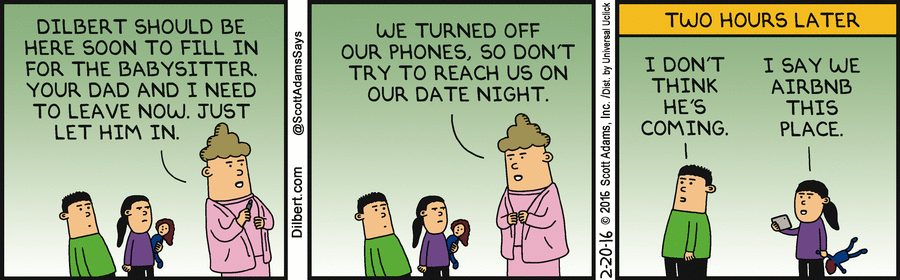 DILBERT SHOULD BE
HERE SOON TO FILL IN
FOR THE BABYSITTER.
YOUR DAD AND I NEED
TO LEAVE NOW. JUST
LET HIM IN.
Dilbert.com @ScottAdamsSays
WE TURNED OFF
OUR PHONES, SO DON'T
TRY TO REACH US ON
OUR DATE NIGHT.
2-20-16 © 2016 Scott Adams, Inc. /Dist. by Universal Uclick
TWO HOURS LATER
I DON'T
THINK
HE'S
COMING.
I SAY WE
AIRBNB
THIS
PLACE.